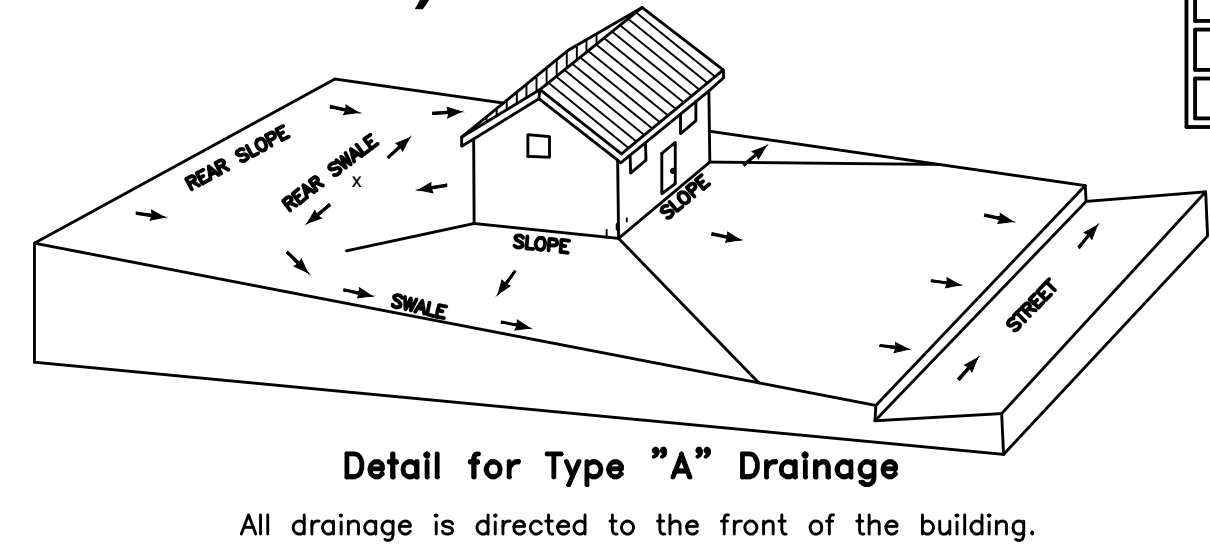 REAR SLOPE
REAR SWALE
x
SLOPE
SLOPE
SWALE
STREET
Detail for Type "A" Drainage
All drainage is directed to the front of the building.